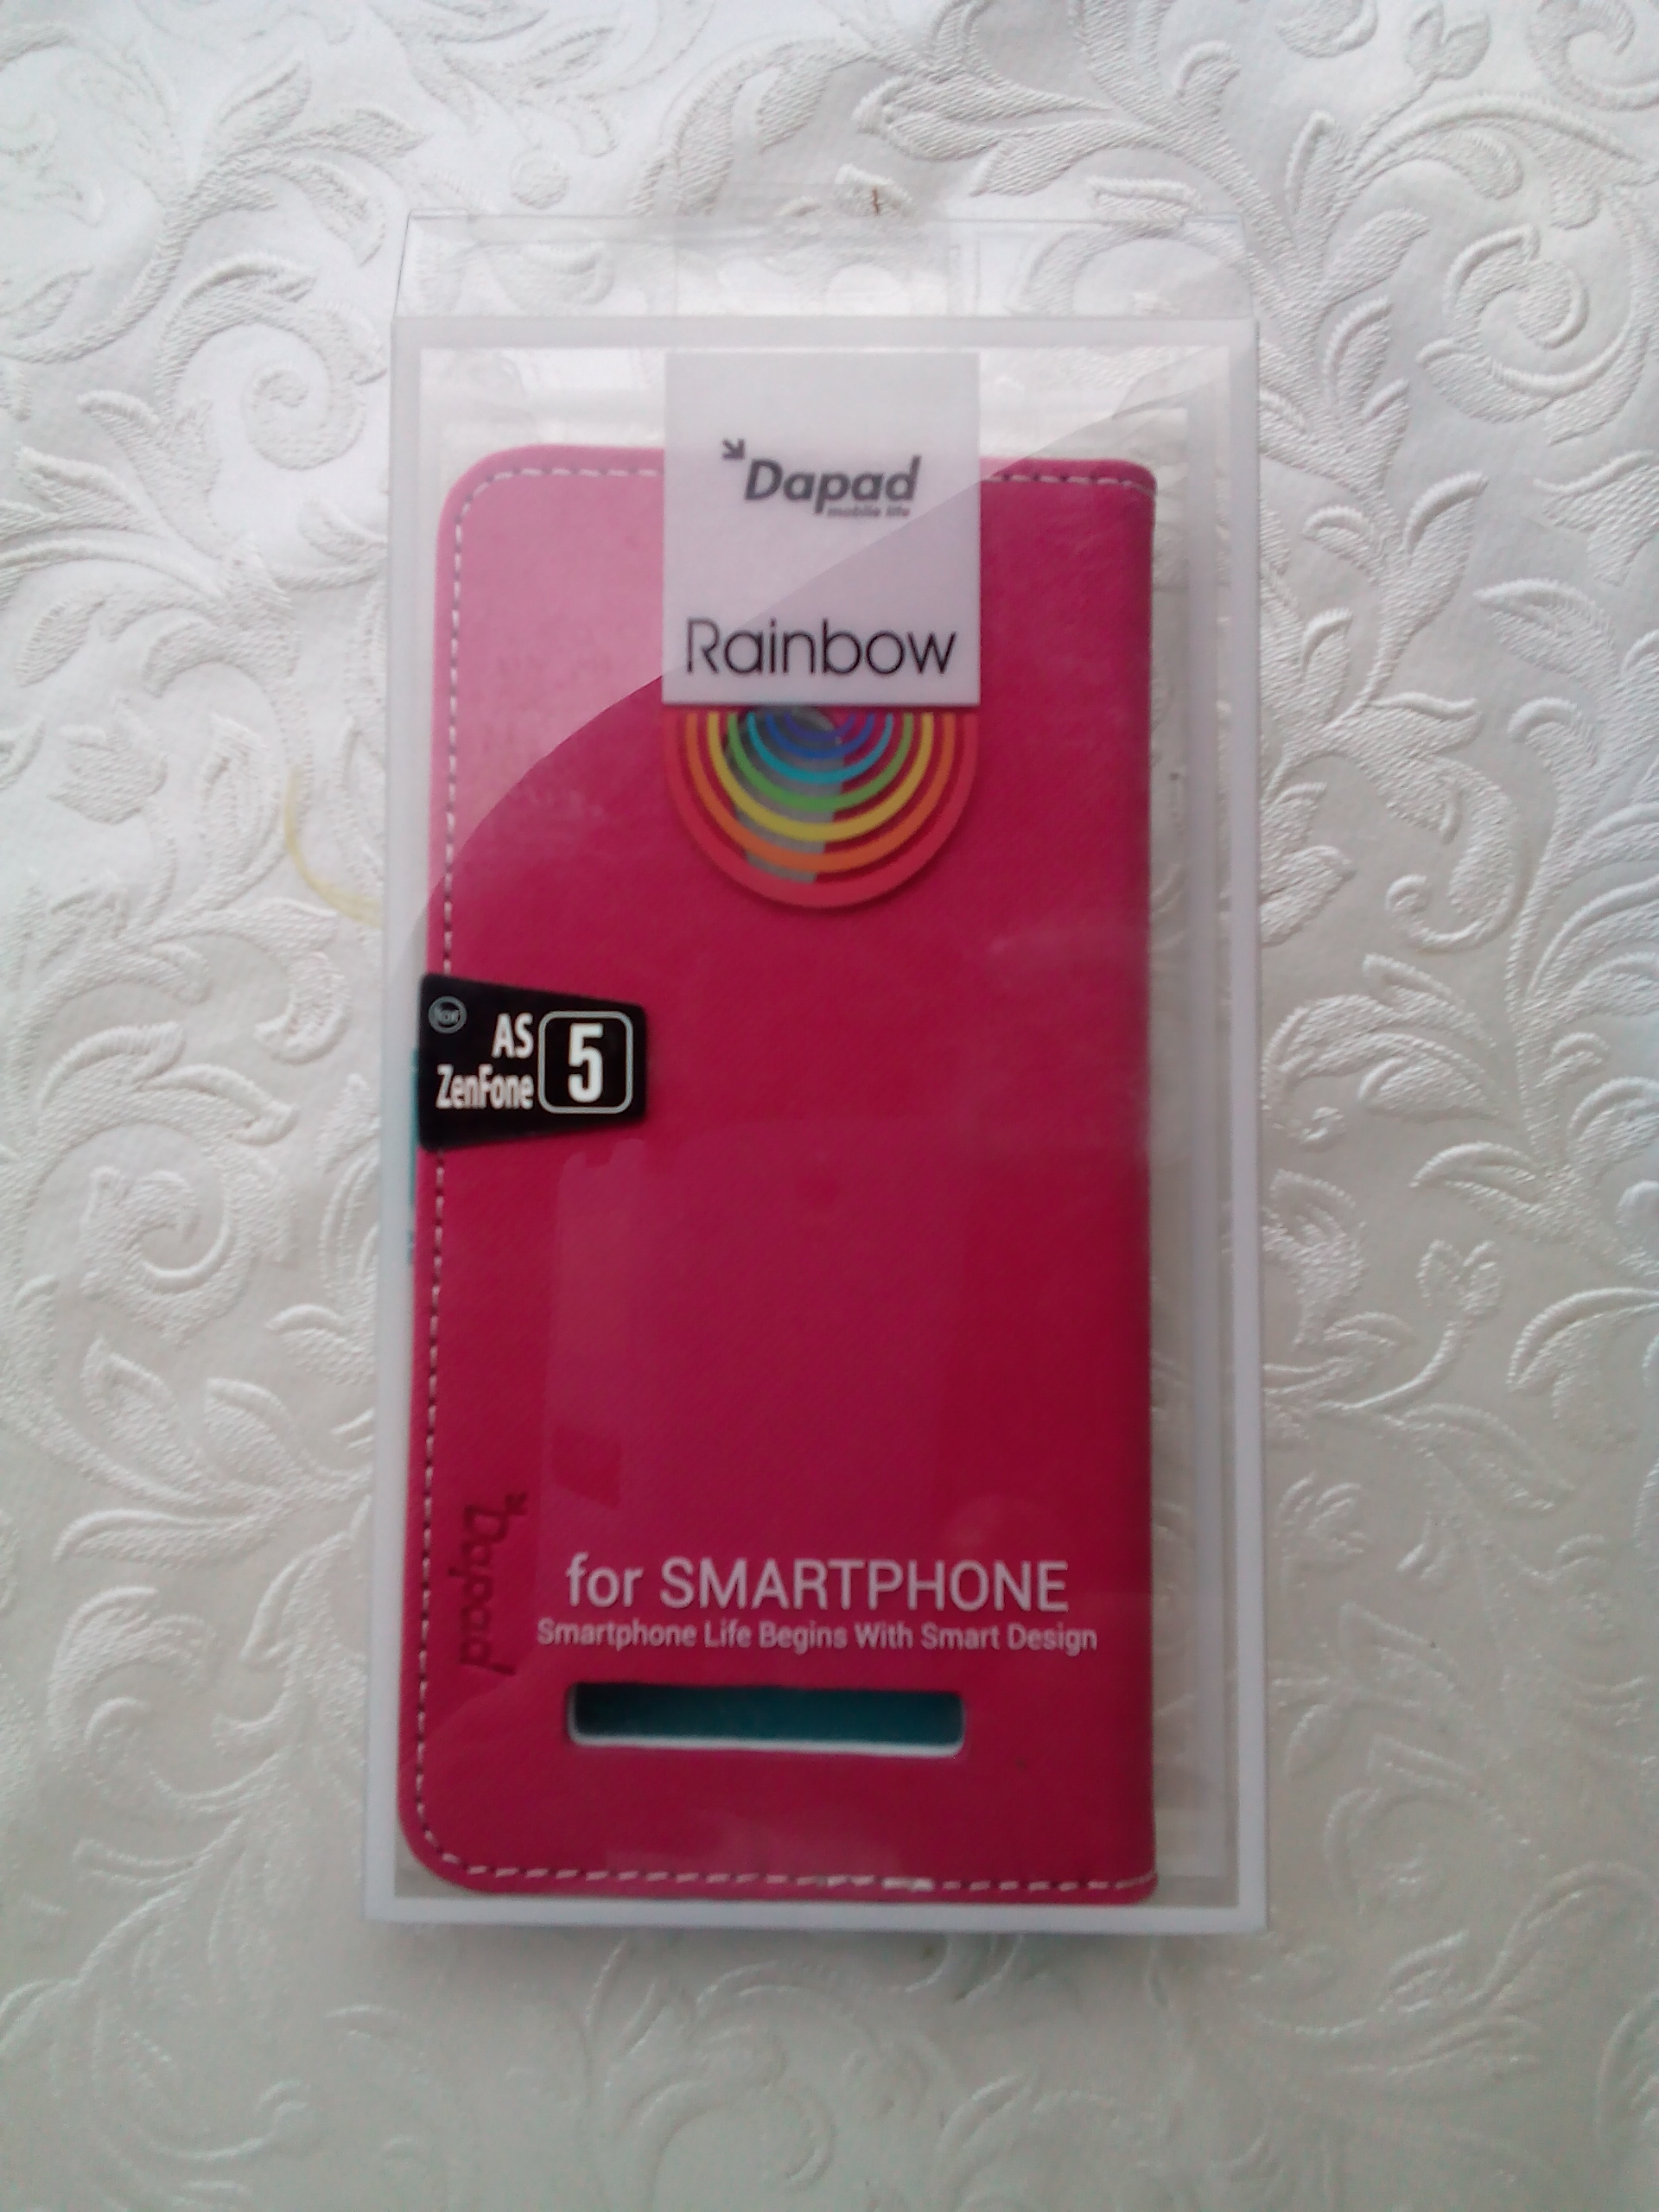 Dapad
mobile life
Rainbow
for
AS
ZenFone
5
Dapad
for SMARTPHONE
Smartphone Life Begins With Smart Design